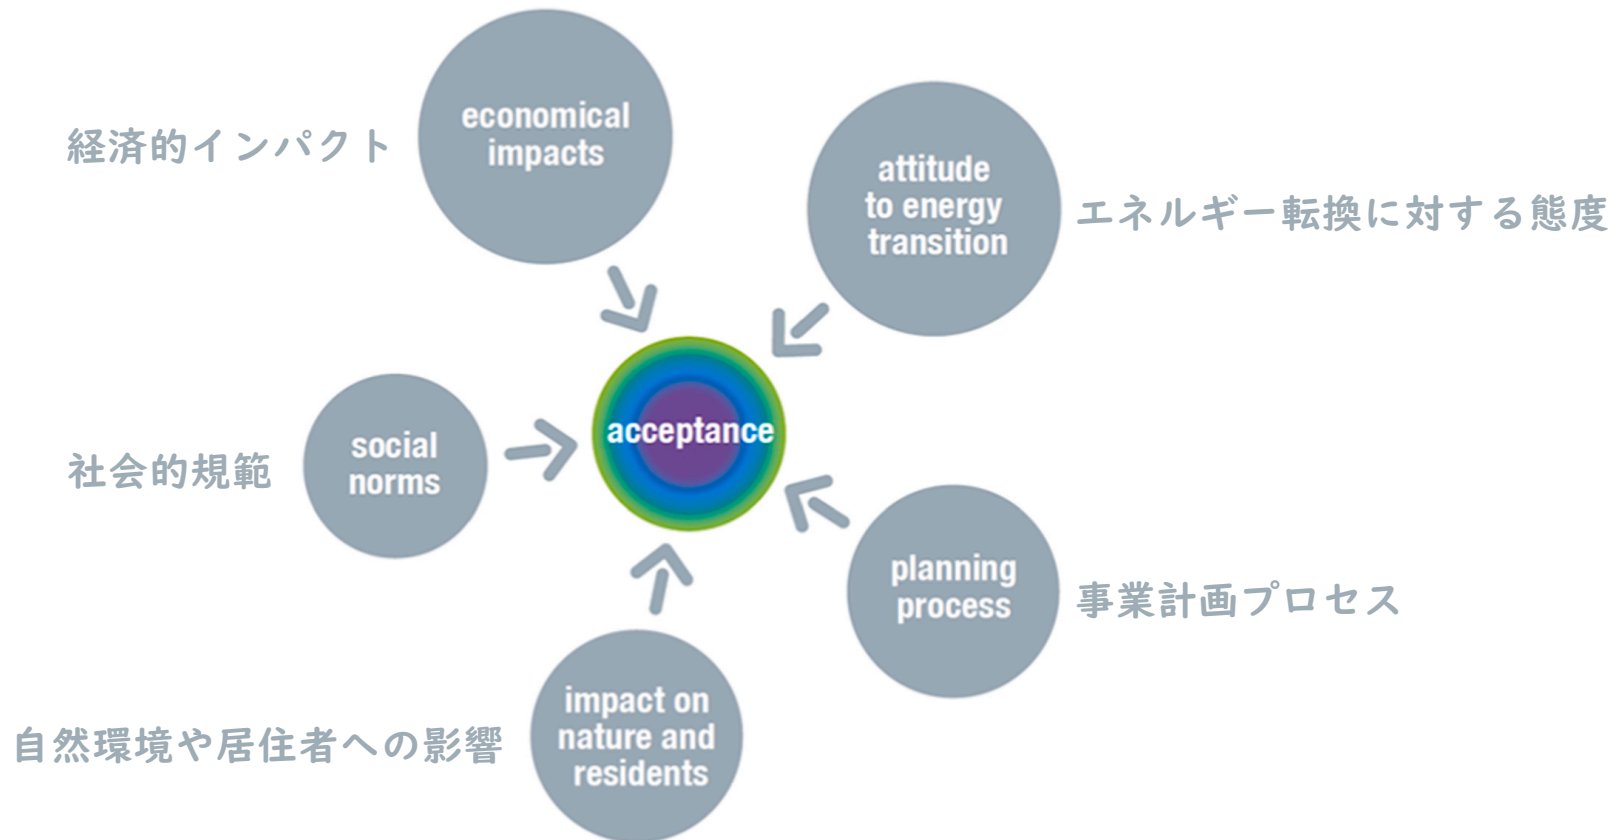 economical
impacts
経済的インパクト
attitude
to energy
transition
エネルギー転換に対する態度
acceptance
social
norms
社会的規範
planning
process
事業計画プロセス
impact on
nature and
residents
自然環境や居住者への影響